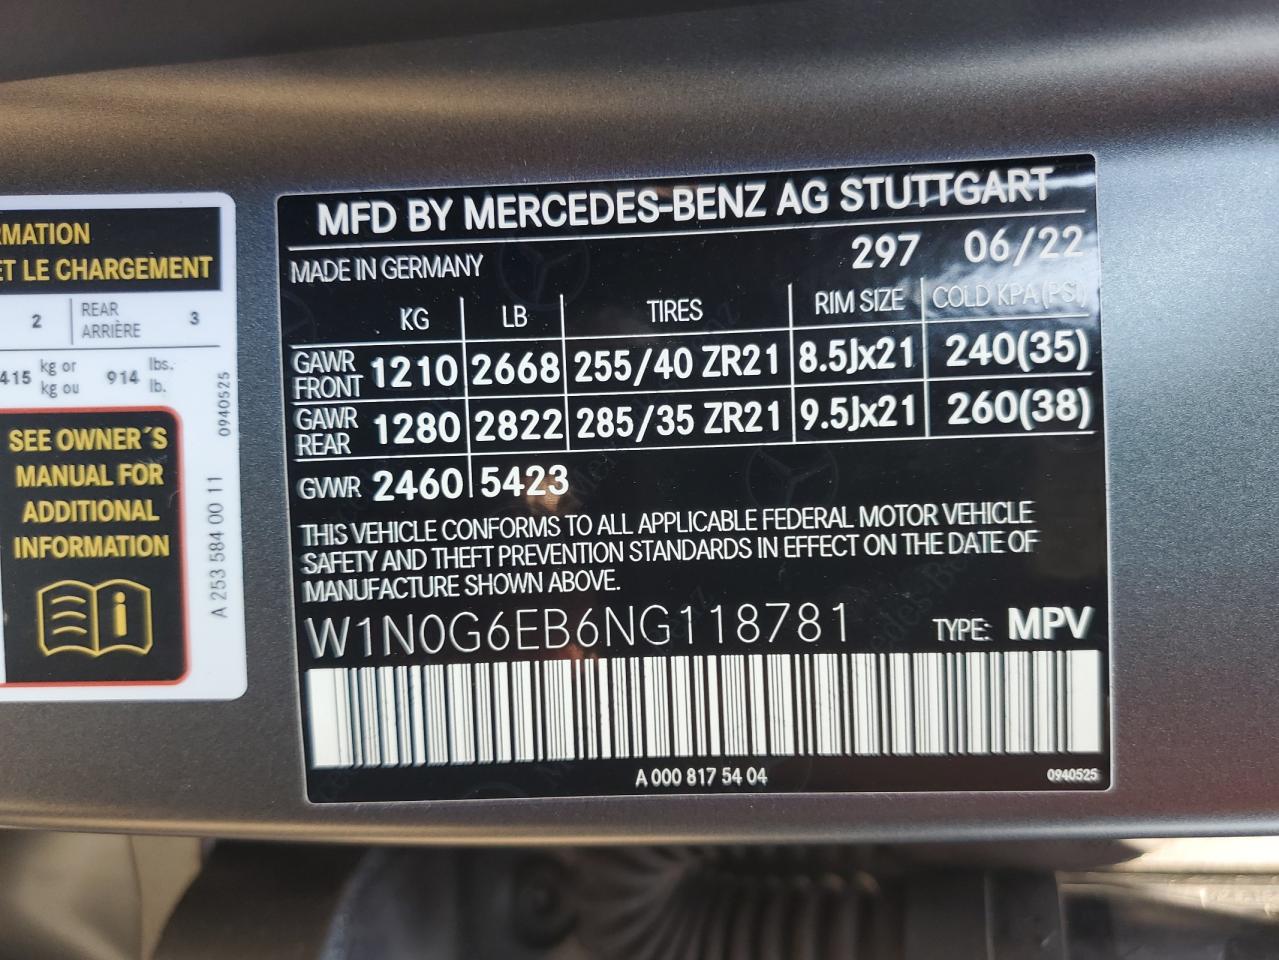 RMATION
ET LE CHARGEMENT
2 REAR 3
ARRIÈRE
415 kg or 914 lbs.
kg ou lb.
SEE OWNER´S
MANUAL FOR
ADDITIONAL
INFORMATION
A 253 584 00 11 0940525
MFD BY MERCEDES-BENZ AG STUTTGART
MADE IN GERMANY 297 06/22
KG LB TIRES RIM SIZE COLD KPA (PSI)
GAWR FRONT 1210 2668 255/40 ZR21 8.5Jx21 240(35)
GAWR REAR 1280 2822 285/35 ZR21 9.5Jx21 260(38)
GVWR 2460 5423
THIS VEHICLE CONFORMS TO ALL APPLICABLE FEDERAL MOTOR VEHICLE
SAFETY AND THEFT PREVENTION STANDARDS IN EFFECT ON THE DATE OF
MANUFACTURE SHOWN ABOVE.
W1N0G6EB6NG118781 TYPE: MPV
A 000 817 54 04 0940525